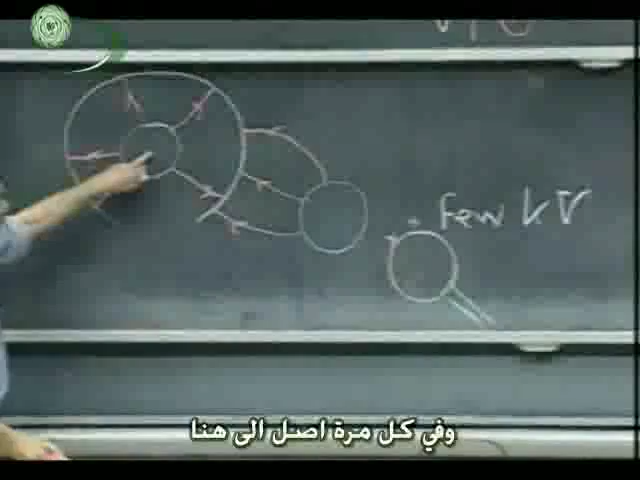 few kV
وفي كل مرة اصل الى هنا